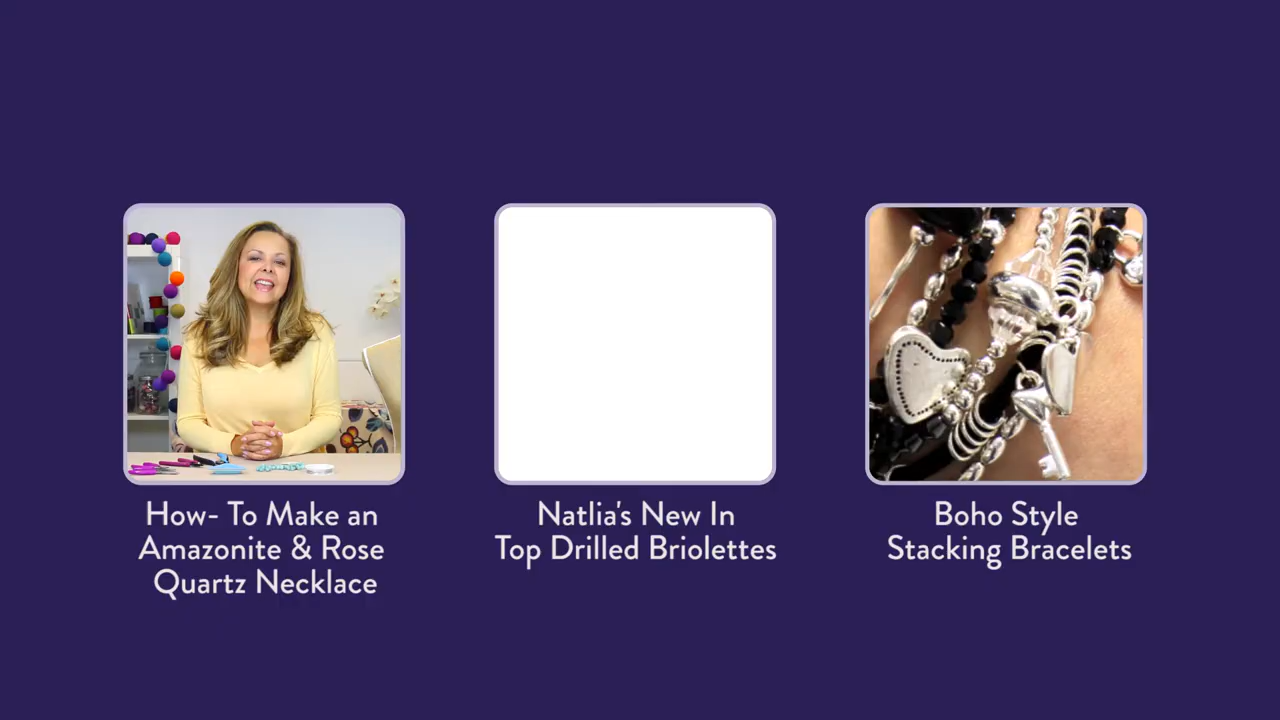 How- To Make an
Amazonite & Rose
Quartz Necklace
Natlia's New In
Top Drilled Briolettes
Boho Style
Stacking Bracelets